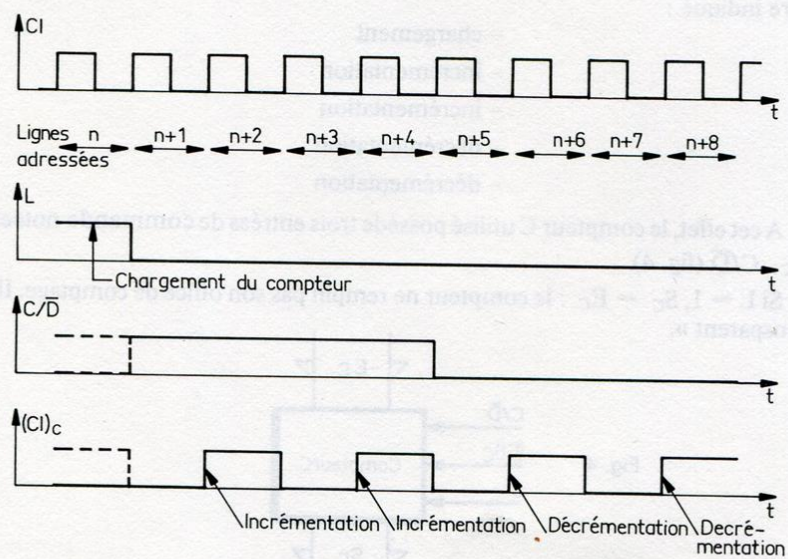 CI
t
Lignes adressées
n n+1 n+2 n+3 n+4 n+5 n+6 n+7 n+8
L
Chargement du compteur
t
C/D̅
t
(CI)c
t
Incrémentation Incrémentation Décrémentation Decré-
mentation